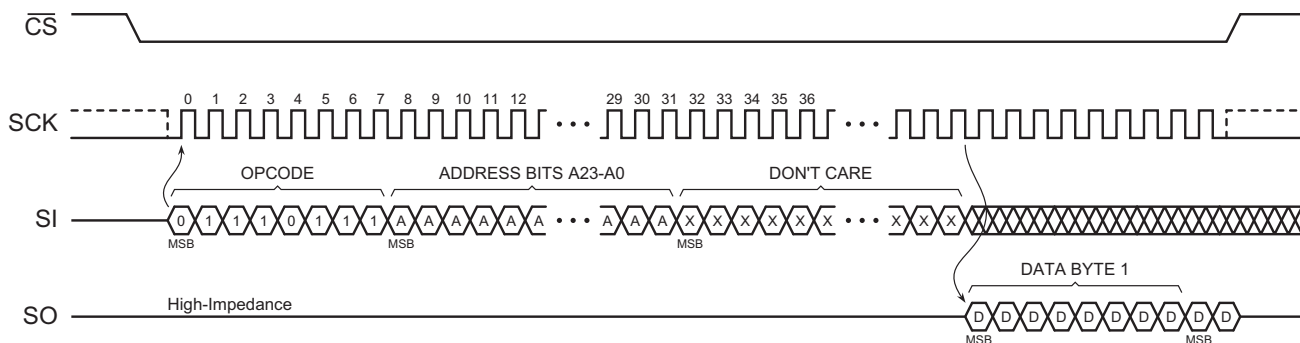 CS
SCK
0 1 2 3 4 5 6 7 8 9 10 11 12 29 30 31 32 33 34 35 36
OPCODE ADDRESS BITS A23-A0 DON'T CARE
SI
0 1 1 1 0 1 1 1 A A A A A A A A A X X X X X X X X X
MSB MSB MSB
DATA BYTE 1
High-Impedance
SO
D D D D D D D D D D
MSB MSB